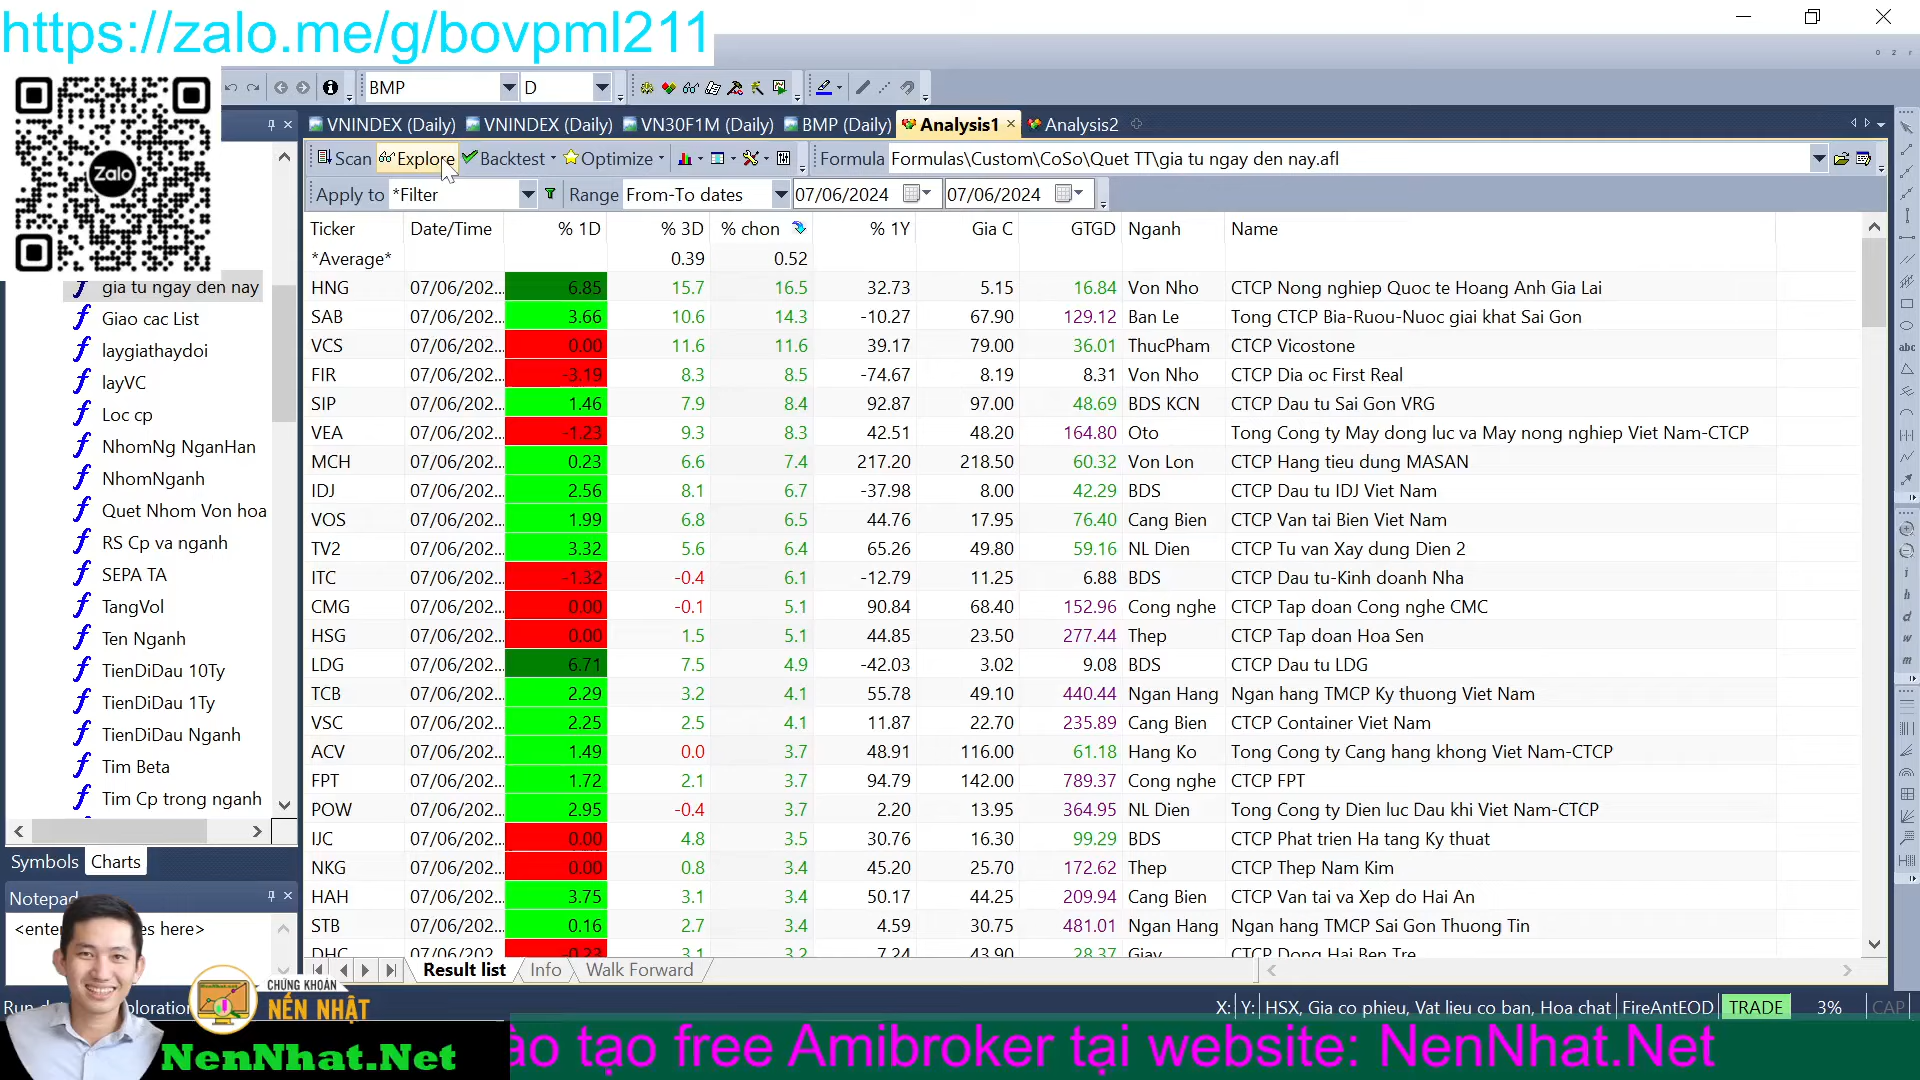 https://zalo.me/g/bovpml211
Zalo
BMP D
VNINDEX (Daily) VNINDEX (Daily) VN30F1M (Daily) BMP (Daily) Analysis1 Analysis2
Scan Explore Backtest Optimize Formula Formulas\Custom\CoSo\Quet TT\gia tu ngay den nay.afl
Apply to *Filter Range From-To dates 07/06/2024 07/06/2024
Ticker Date/Time % 1D % 3D % chon % 1Y Gia C GTGD Nganh Name
*Average* 0.39 0.52
HNG 07/06/202... 6.85 15.7 16.5 32.73 5.15 16.84 Von Nho CTCP Nong nghiep Quoc te Hoang Anh Gia Lai
SAB 07/06/202... 3.66 10.6 14.3 -10.27 67.90 129.12 Ban Le Tong CTCP Bia-Ruou-Nuoc giai khat Sai Gon
VCS 07/06/202... 0.00 11.6 11.6 39.17 79.00 36.01 ThucPham CTCP Vicostone
FIR 07/06/202... -3.19 8.3 8.5 -74.67 8.19 8.31 Von Nho CTCP Dia oc First Real
SIP 07/06/202... 1.46 7.9 8.4 92.87 97.00 48.69 BDS KCN CTCP Dau tu Sai Gon VRG
VEA 07/06/202... -1.23 9.3 8.3 42.51 48.20 164.80 Oto Tong Cong ty May dong luc va May nong nghiep Viet Nam-CTCP
MCH 07/06/202... 0.23 6.6 7.4 217.20 218.50 60.32 Von Lon CTCP Hang tieu dung MASAN
IDJ 07/06/202... 2.56 8.1 6.7 -37.98 8.00 42.29 BDS CTCP Dau tu IDJ Viet Nam
VOS 07/06/202... 1.99 6.8 6.5 44.76 17.95 76.40 Cang Bien CTCP Van tai Bien Viet Nam
TV2 07/06/202... 3.32 5.6 6.4 65.26 49.80 59.16 NL Dien CTCP Tu van Xay dung Dien 2
ITC 07/06/202... -1.32 -0.4 6.1 -12.79 11.25 6.88 BDS CTCP Dau tu-Kinh doanh Nha
CMG 07/06/202... 0.00 -0.1 5.1 90.84 68.40 152.96 Cong nghe CTCP Tap doan Cong nghe CMC
HSG 07/06/202... 0.00 1.5 5.1 44.85 23.50 277.44 Thep CTCP Tap doan Hoa Sen
LDG 07/06/202... 6.71 7.5 4.9 -42.03 3.02 9.08 BDS CTCP Dau tu LDG
TCB 07/06/202... 2.29 3.2 4.1 55.78 49.10 440.44 Ngan Hang Ngan hang TMCP Ky thuong Viet Nam
VSC 07/06/202... 2.25 2.5 4.1 11.87 22.70 235.89 Cang Bien CTCP Container Viet Nam
ACV 07/06/202... 1.49 0.0 3.7 48.91 116.00 61.18 Hang Ko Tong Cong ty Cang hang khong Viet Nam-CTCP
FPT 07/06/202... 1.72 2.1 3.7 94.79 142.00 789.37 Cong nghe CTCP FPT
POW 07/06/202... 2.95 -0.4 3.7 2.20 13.95 364.95 NL Dien Tong Cong ty Dien luc Dau khi Viet Nam-CTCP
IJC 07/06/202... 0.00 4.8 3.5 30.76 16.30 99.29 BDS CTCP Phat trien Ha tang Ky thuat
NKG 07/06/202... 0.00 0.8 3.4 45.20 25.70 172.62 Thep CTCP Thep Nam Kim
HAH 07/06/202... 3.75 3.1 3.4 50.17 44.25 209.94 Cang Bien CTCP Van tai va Xep do Hai An
STB 07/06/202... 0.16 2.7 3.4 4.59 30.75 481.01 Ngan Hang Ngan hang TMCP Sai Gon Thuong Tin
DHC 07/06/202... -0.23 3.1 3.2 7.24 43.90 28.37 Giay CTCP Dong Hai Ben Tre
Result list Info Walk Forward
gia tu ngay den nay
Giao cac List
laygiathaydoi
layVC
Loc cp
NhomNg NganHan
NhomNganh
Quet Nhom Von hoa
RS Cp va nganh
SEPA TA
TangVol
Ten Nganh
TienDiDau 10Ty
TienDiDau 1Ty
TienDiDau Nganh
Tim Beta
Tim Cp trong nganh
Symbols Charts
Notepad
<ente es here>
CHỨNG KHOÁN
NẾN NHẬT
X: Y: HSX, Gia co phieu, Vat lieu co ban, Hoa chat FireAntEOD TRADE 3% CAP
NenNhat.Net
ào tạo free Amibroker tại website: NenNhat.Net